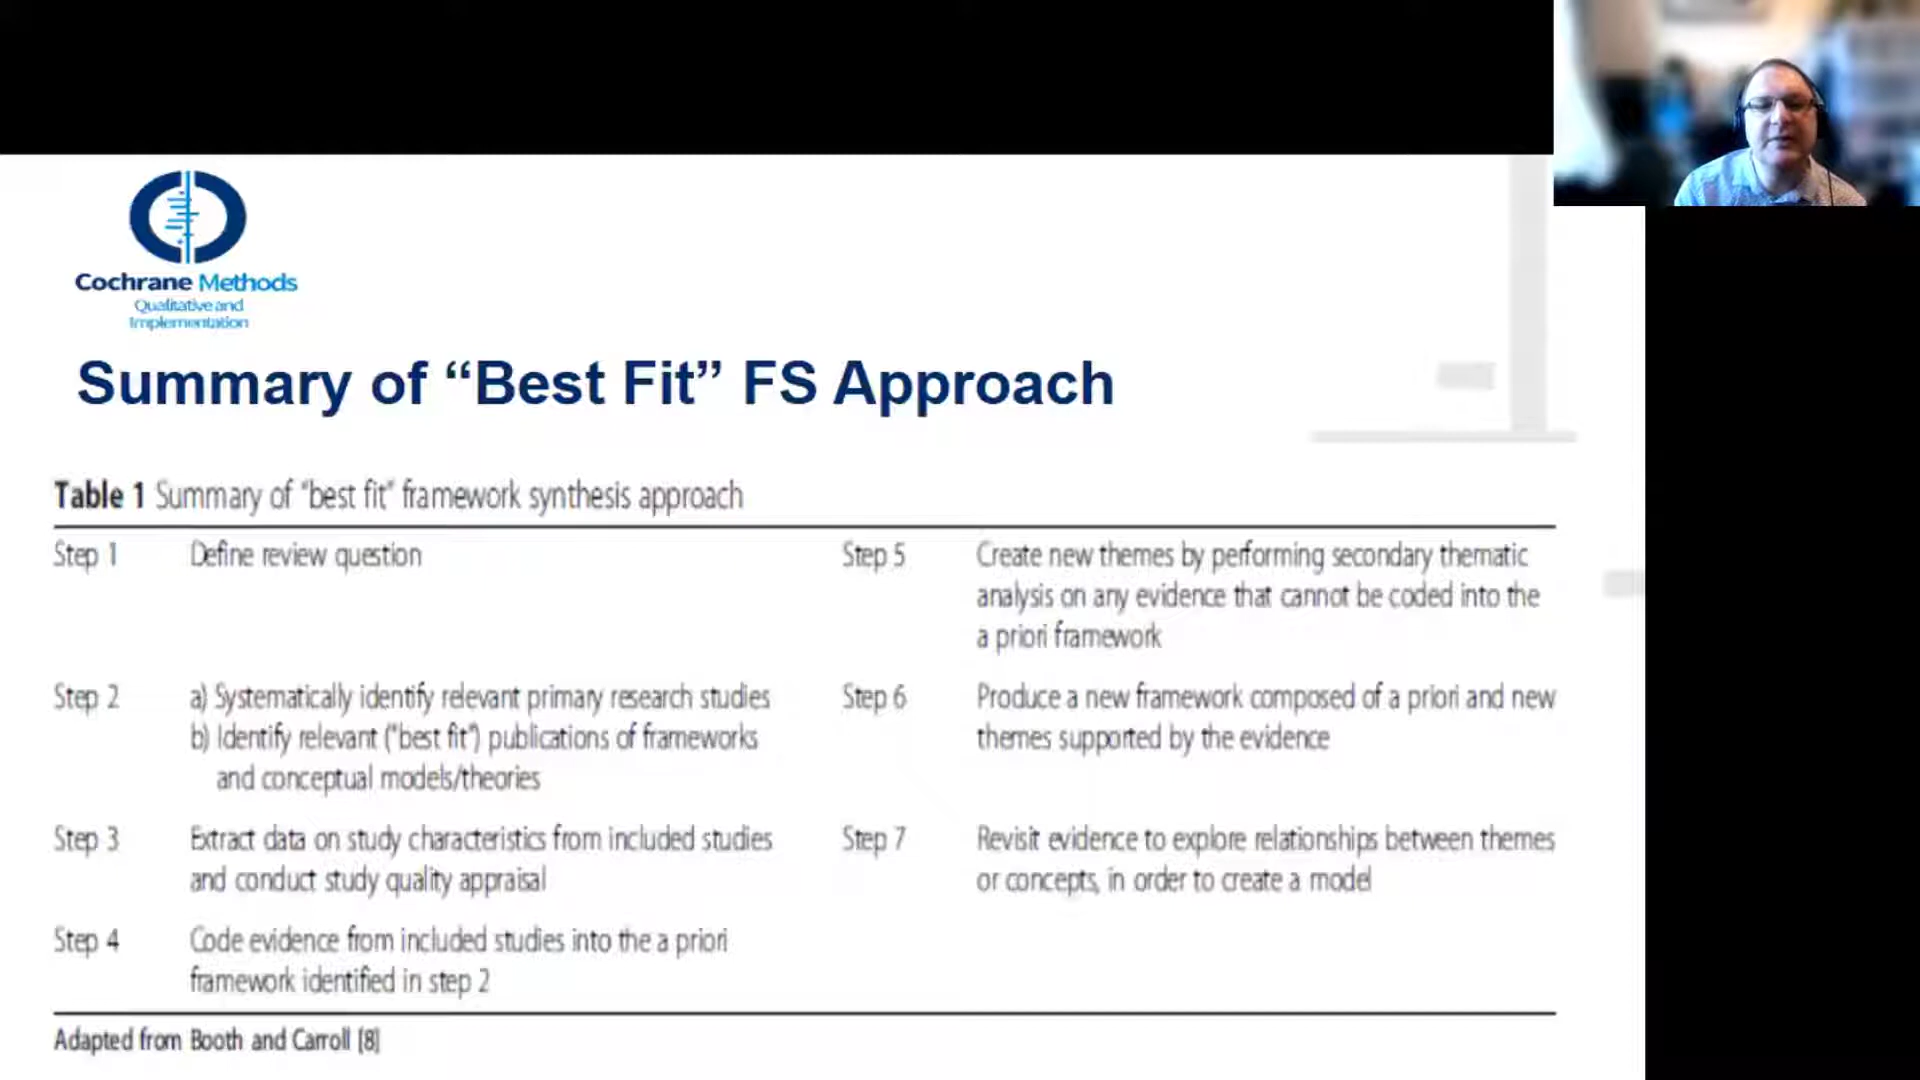 Cochrane Methods
Qualitative and
Implementation
Summary of “Best Fit” FS Approach
Table 1 Summary of “best fit” framework synthesis approach
Step 1 Define review question
Step 2 a) Systematically identify relevant primary research studies
b) Identify relevant (“best fit”) publications of frameworks
and conceptual models/theories
Step 3 Extract data on study characteristics from included studies
and conduct study quality appraisal
Step 4 Code evidence from included studies into the a priori
framework identified in step 2
Step 5 Create new themes by performing secondary thematic
analysis on any evidence that cannot be coded into the
a priori framework
Step 6 Produce a new framework composed of a priori and new
themes supported by the evidence
Step 7 Revisit evidence to explore relationships between themes
or concepts, in order to create a model
Adapted from Booth and Carroll [8]